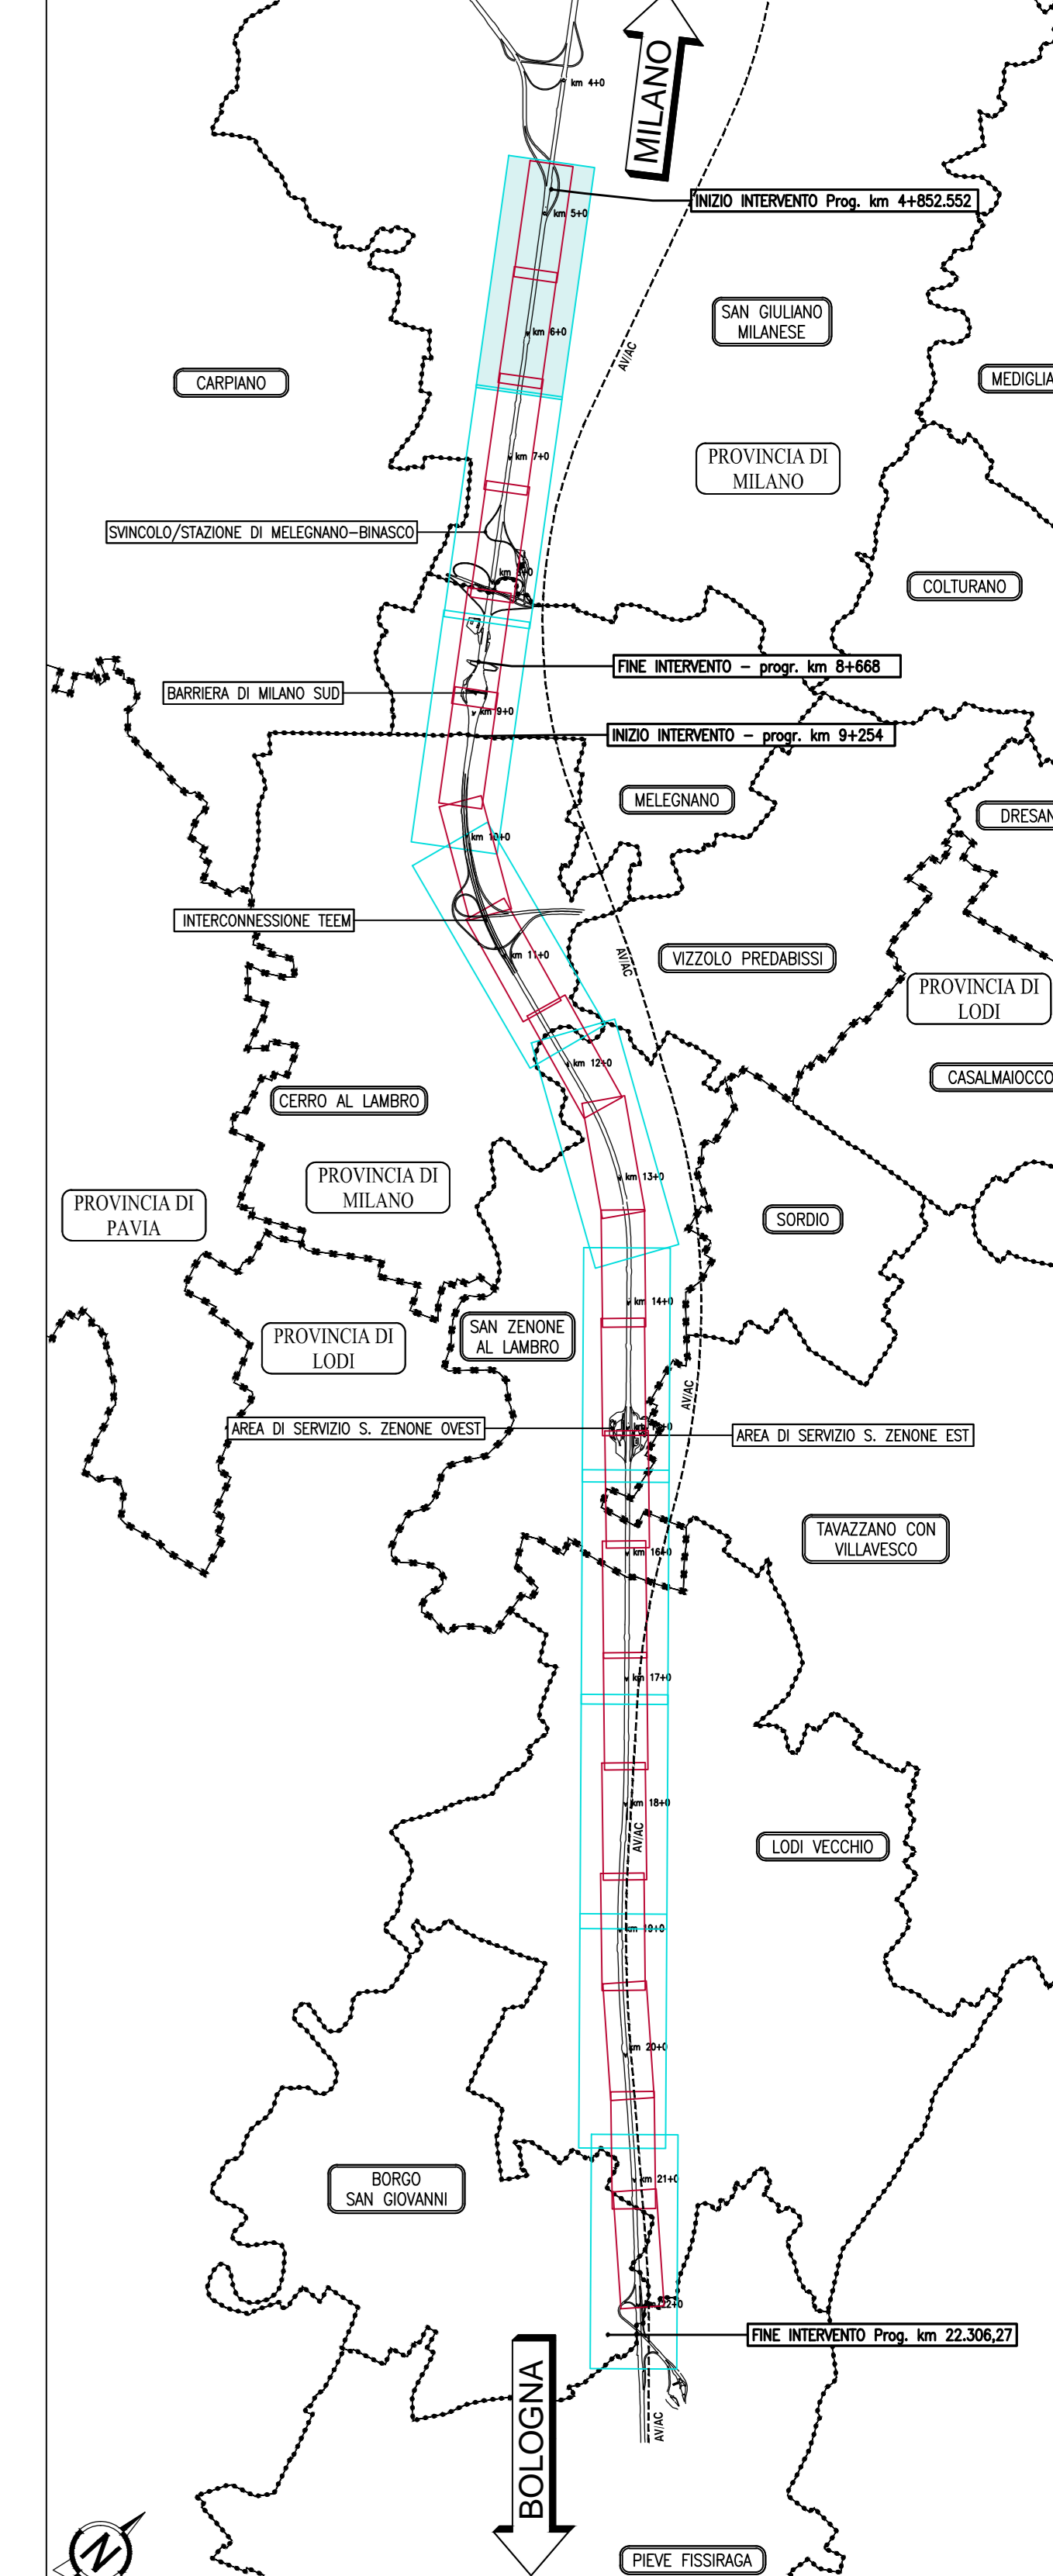 km 4+0
MILANO
INIZIO INTERVENTO Prog. km 4+852.552
km 5+0
SAN GIULIANO
MILANESE
km 6+0
AV/AC
CARPIANO
PROVINCIA DI
MILANO
km 7+0
SVINCOLO/STAZIONE DI MELEGNANO-BINASCO
COLTURANO
FINE INTERVENTO - progr. km 8+668
BARRIERA DI MILANO SUD
km 9+0
INIZIO INTERVENTO - progr. km 9+254
MELEGNANO
km 10+0
INTERCONNESSIONE TEEM
km 11+0
AV/AC
VIZZOLO PREDABISSI
PROVINCIA DI
LODI
km 12+0
CASALMAIOCCO
CERRO AL LAMBRO
PROVINCIA DI
MILANO
km 13+0
PROVINCIA DI
PAVIA
SORDIO
km 14+0
SAN ZENONE
AL LAMBRO
PROVINCIA DI
LODI
AV/AC
AREA DI SERVIZIO S. ZENONE OVEST
AREA DI SERVIZIO S. ZENONE EST
TAVAZZANO CON
VILLAVESCO
km 16+0
km 17+0
km 18+0
AV/AC
LODI VECCHIO
km 19+0
km 20+0
km 21+0
BORGO
SAN GIOVANNI
km 22+0
FINE INTERVENTO Prog. km 22.306,27
BOLOGNA
AV/AC
N
PIEVE FISSIRAGA